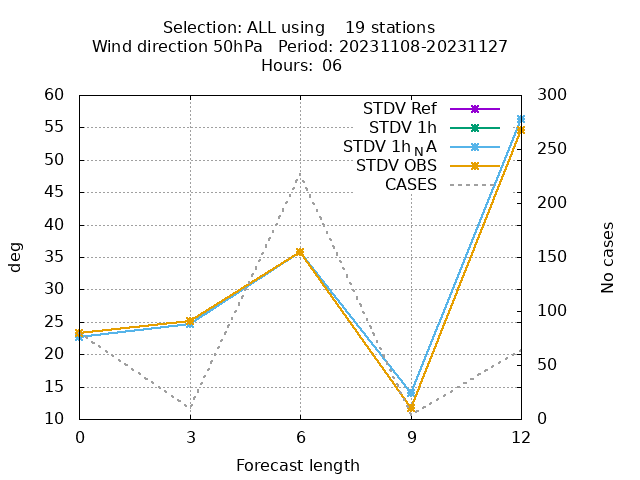 Selection: ALL using    19 stations
Wind direction 50hPa   Period: 20231108-20231127
Hours:  06
STDV Ref
STDV 1h
STDV 1h_N A
STDV OBS
CASES
60
55
50
45
40
35
30
25
20
15
10
300
250
200
150
100
50
0
deg
No cases
0 3 6 9 12
Forecast length